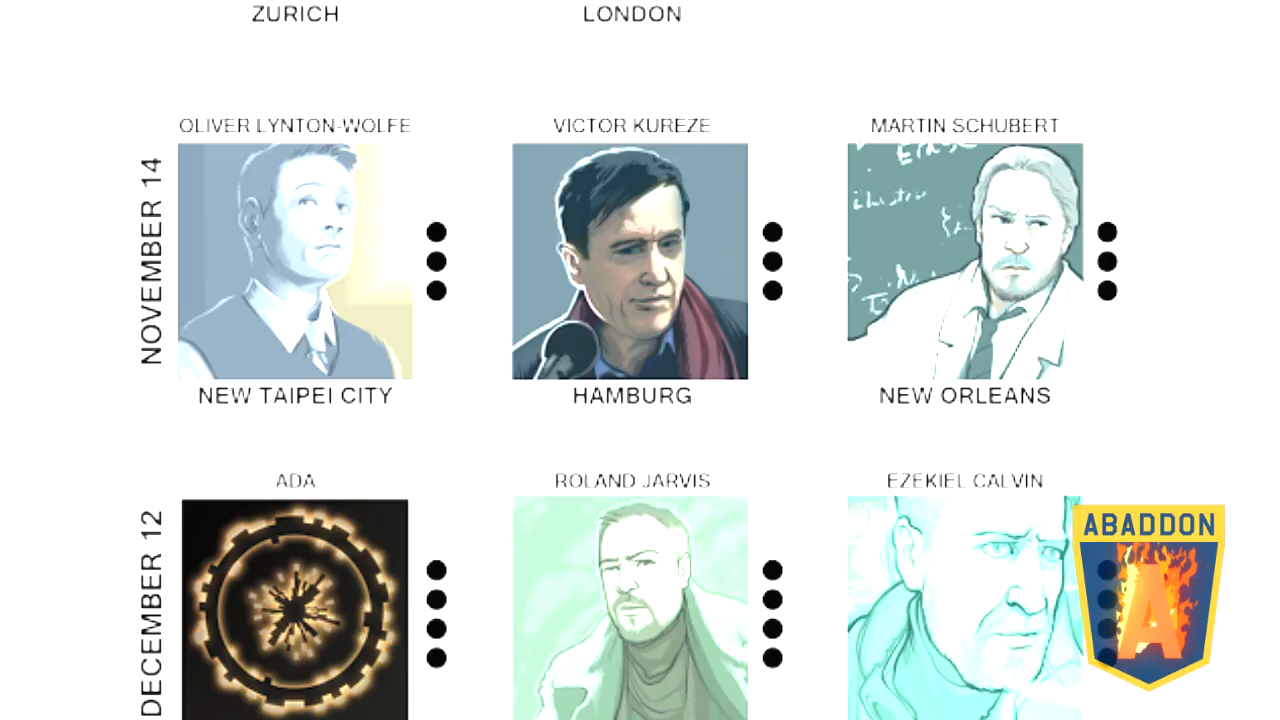 ZURICH
LONDON
OLIVER LYNTON-WOLFE
VICTOR KUREZE
MARTIN SCHUBERT
NOVEMBER 14
NEW TAIPEI CITY
HAMBURG
NEW ORLEANS
ADA
ROLAND JARVIS
EZEKIEL CALVIN
DECEMBER 12
ABADDON
A